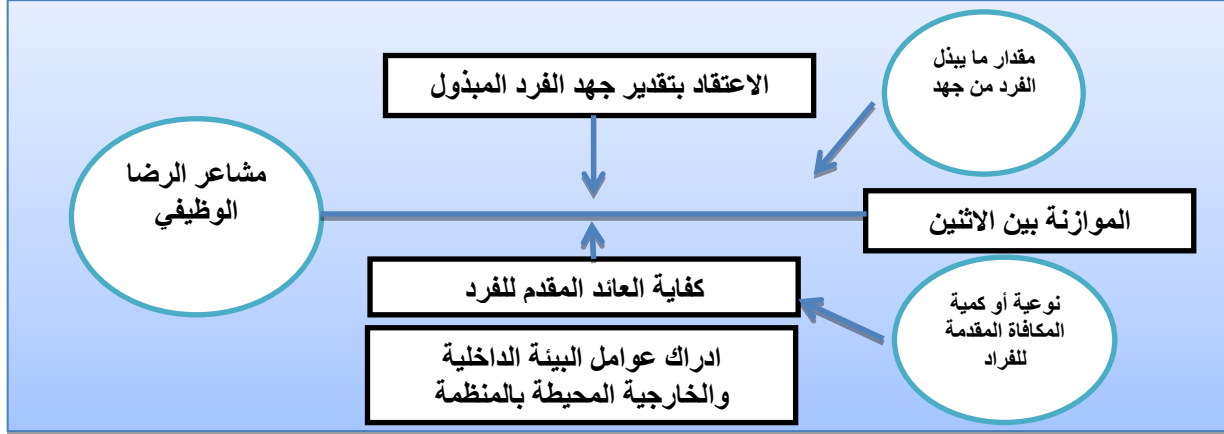 مقدار ما يبذل
الفرد من جهد
الاعتقاد بتقدير جهد الفرد المبذول
مشاعر الرضا
الوظيفي
الموازنة بين الاثنين
كفاية العائد المقدم للفرد
نوعية أو كمية
المكافاة المقدمة
للفراد
ادراك عوامل البيئة الداخلية
والخارجية المحيطة بالمنظمة